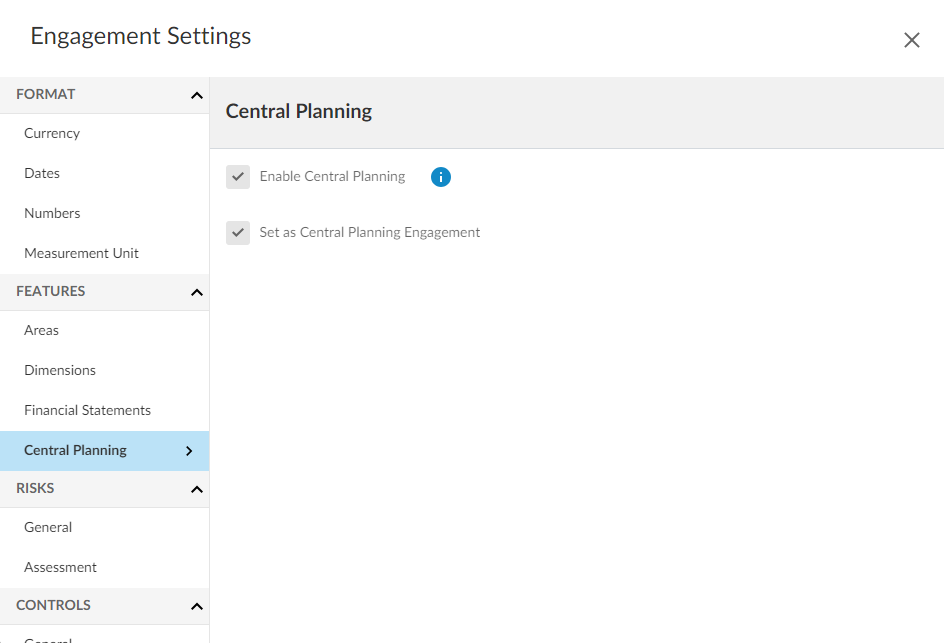 Engagement Settings
FORMAT
Currency
Dates
Numbers
Measurement Unit
FEATURES
Areas
Dimensions
Financial Statements
Central Planning
RISKS
General
Assessment
CONTROLS
General
Central Planning
Enable Central Planning
Set as Central Planning Engagement